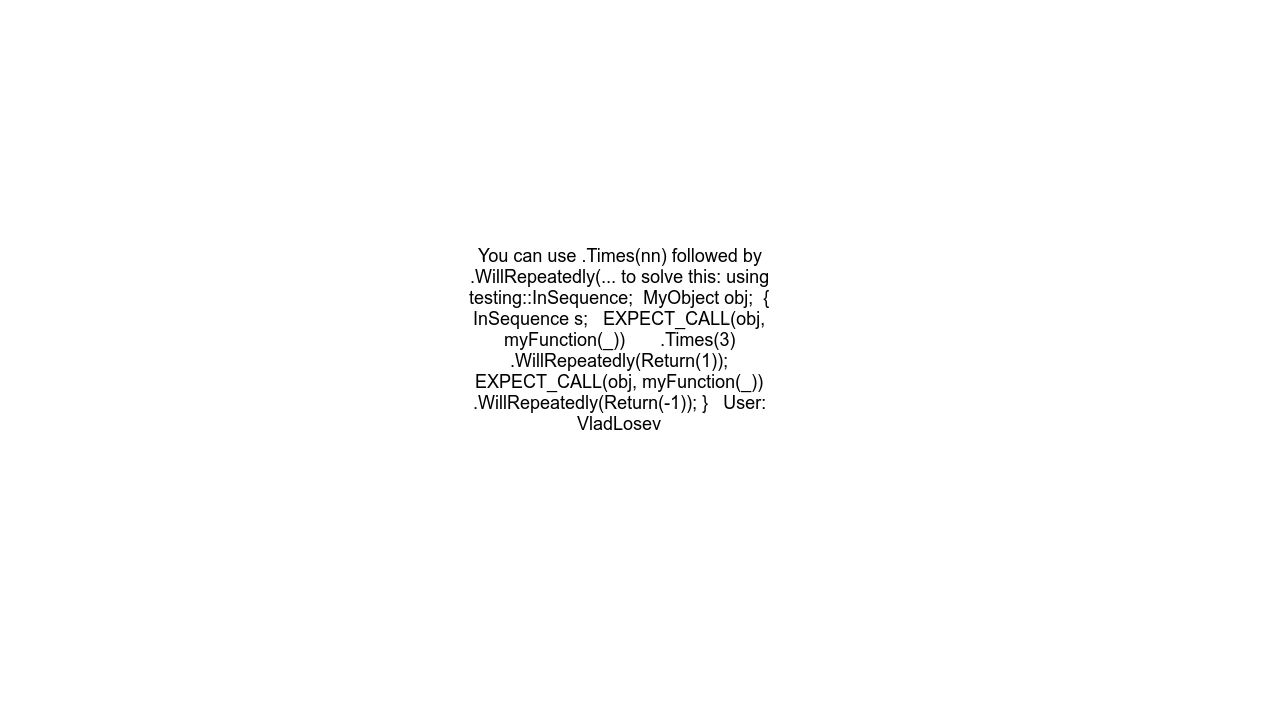 You can use .Times(nn) followed by
.WillRepeatedly(... to solve this: using
testing::InSequence;  MyObject obj;  {
InSequence s;   EXPECT_CALL(obj,
myFunction(_))       .Times(3)
.WillRepeatedly(Return(1));
EXPECT_CALL(obj, myFunction(_))
.WillRepeatedly(Return(-1)); }   User:
VladLosev